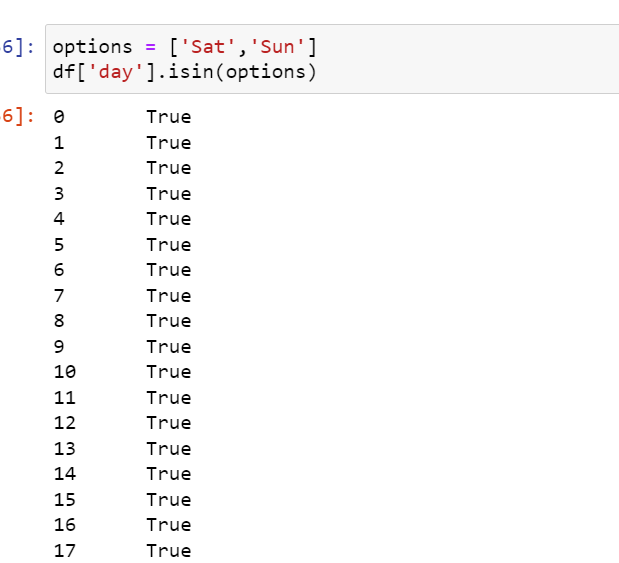 6]: options = ['Sat','Sun']
df['day'].isin(options)
6]: 0 True
1 True
2 True
3 True
4 True
5 True
6 True
7 True
8 True
9 True
10 True
11 True
12 True
13 True
14 True
15 True
16 True
17 True